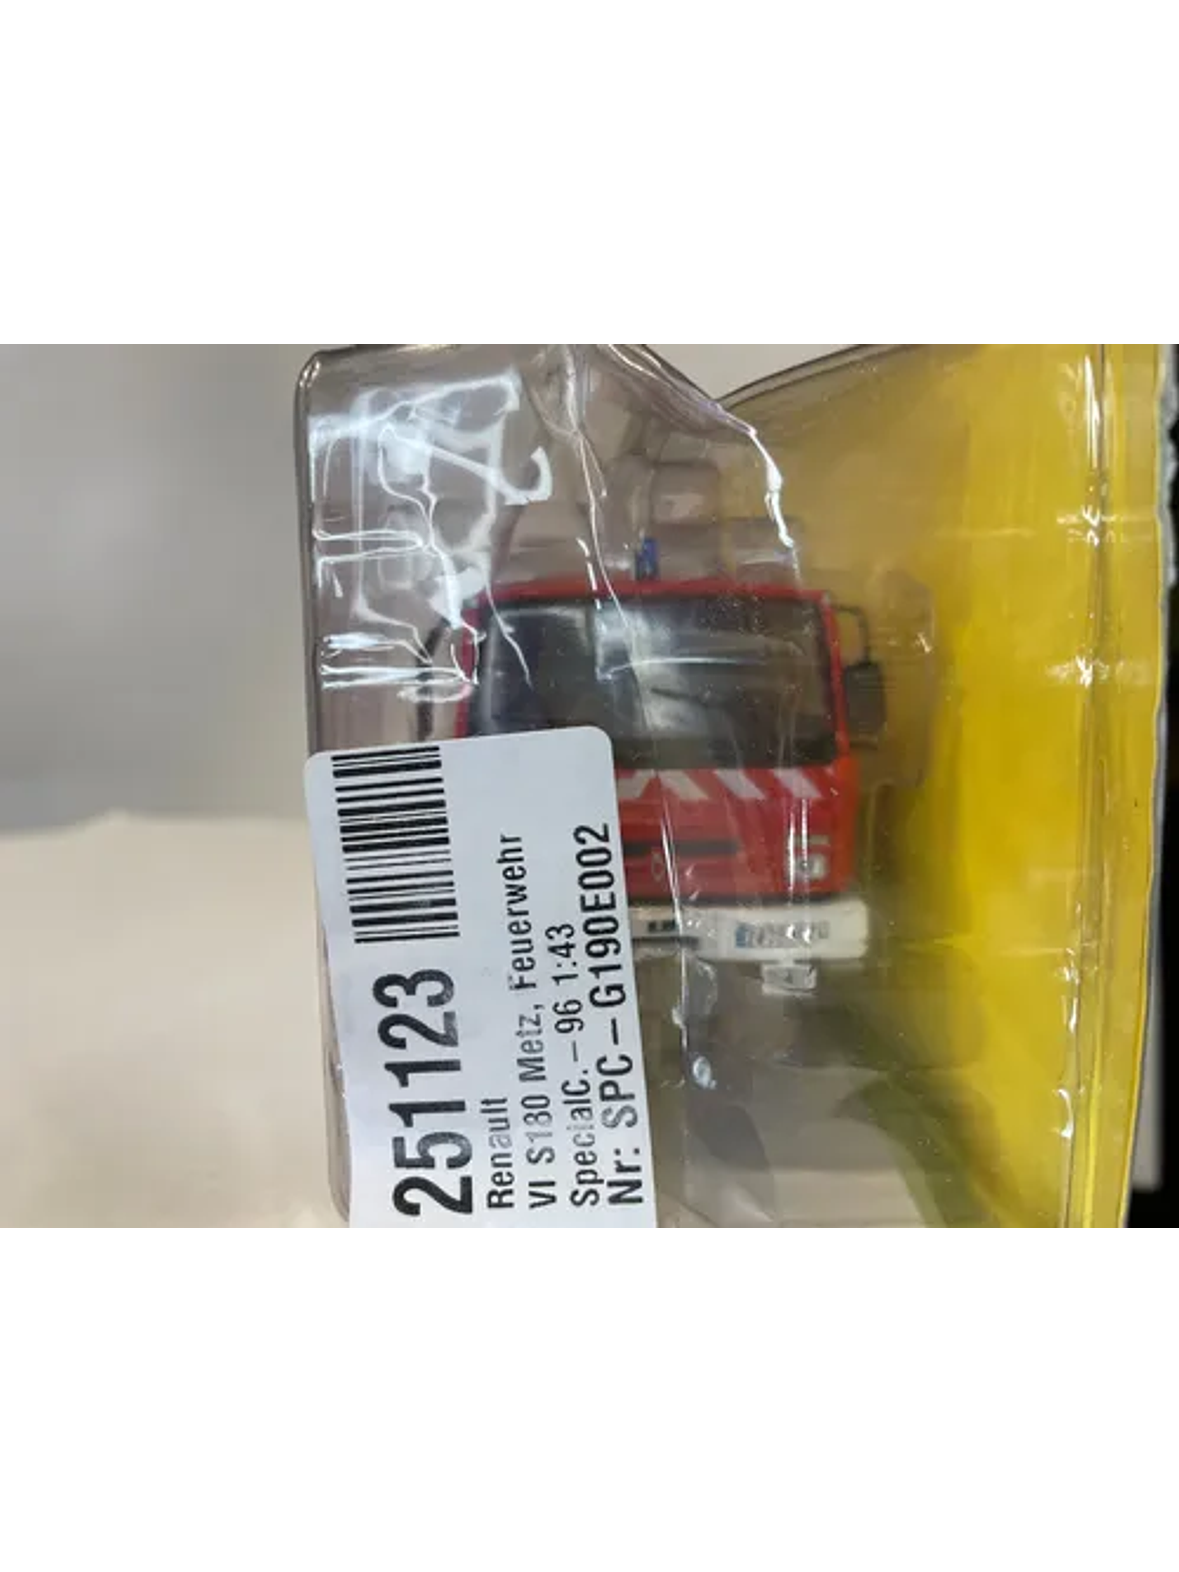 251123
Renault
VI S180 Metz, Feuerwehr
SpecialC. – 96 1:43
Nr: SPC – G190E002